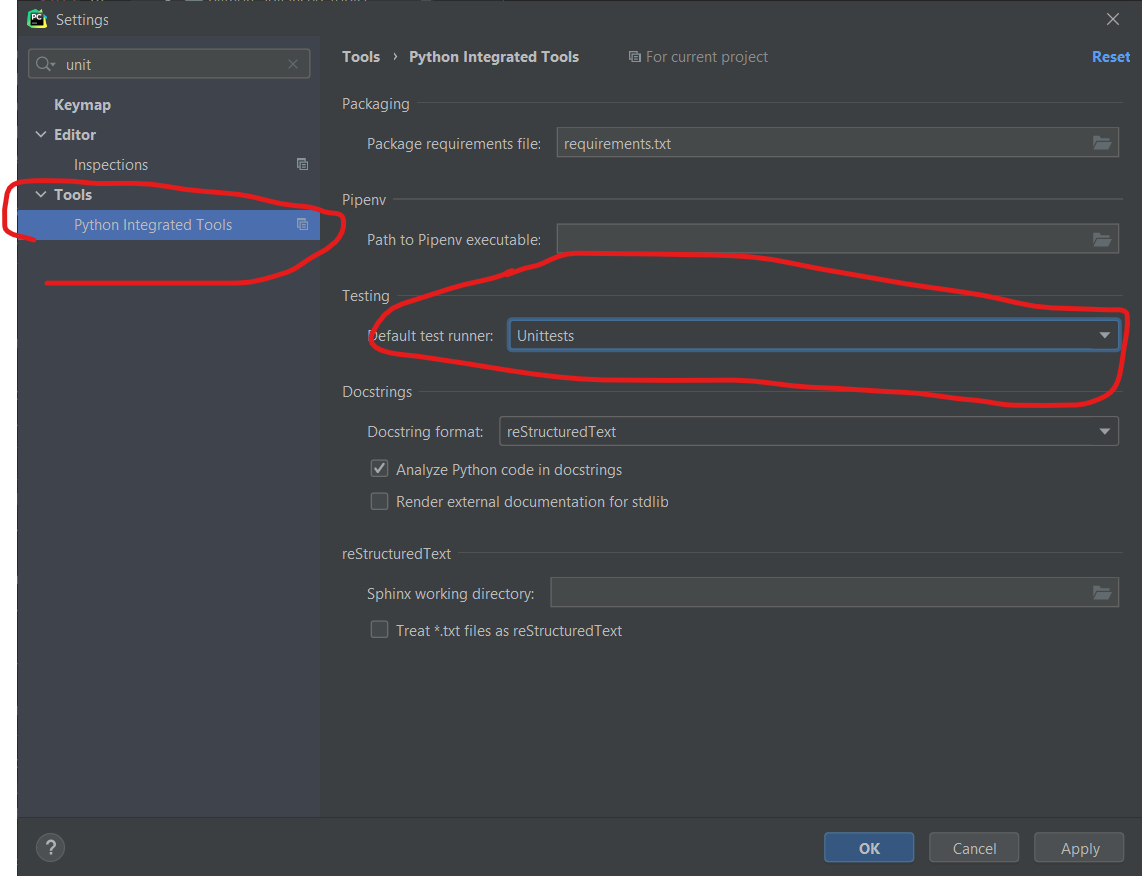 PC
Settings
unit
Keymap
Editor
Inspections
Tools
Python Integrated Tools
Tools › Python Integrated Tools For current project Reset
Packaging
Package requirements file: requirements.txt
Pipenv
Path to Pipenv executable:
Testing
Default test runner: Unittests
Docstrings
Docstring format: reStructuredText
Analyze Python code in docstrings
Render external documentation for stdlib
reStructuredText
Sphinx working directory:
Treat *.txt files as reStructuredText
? OK Cancel Apply